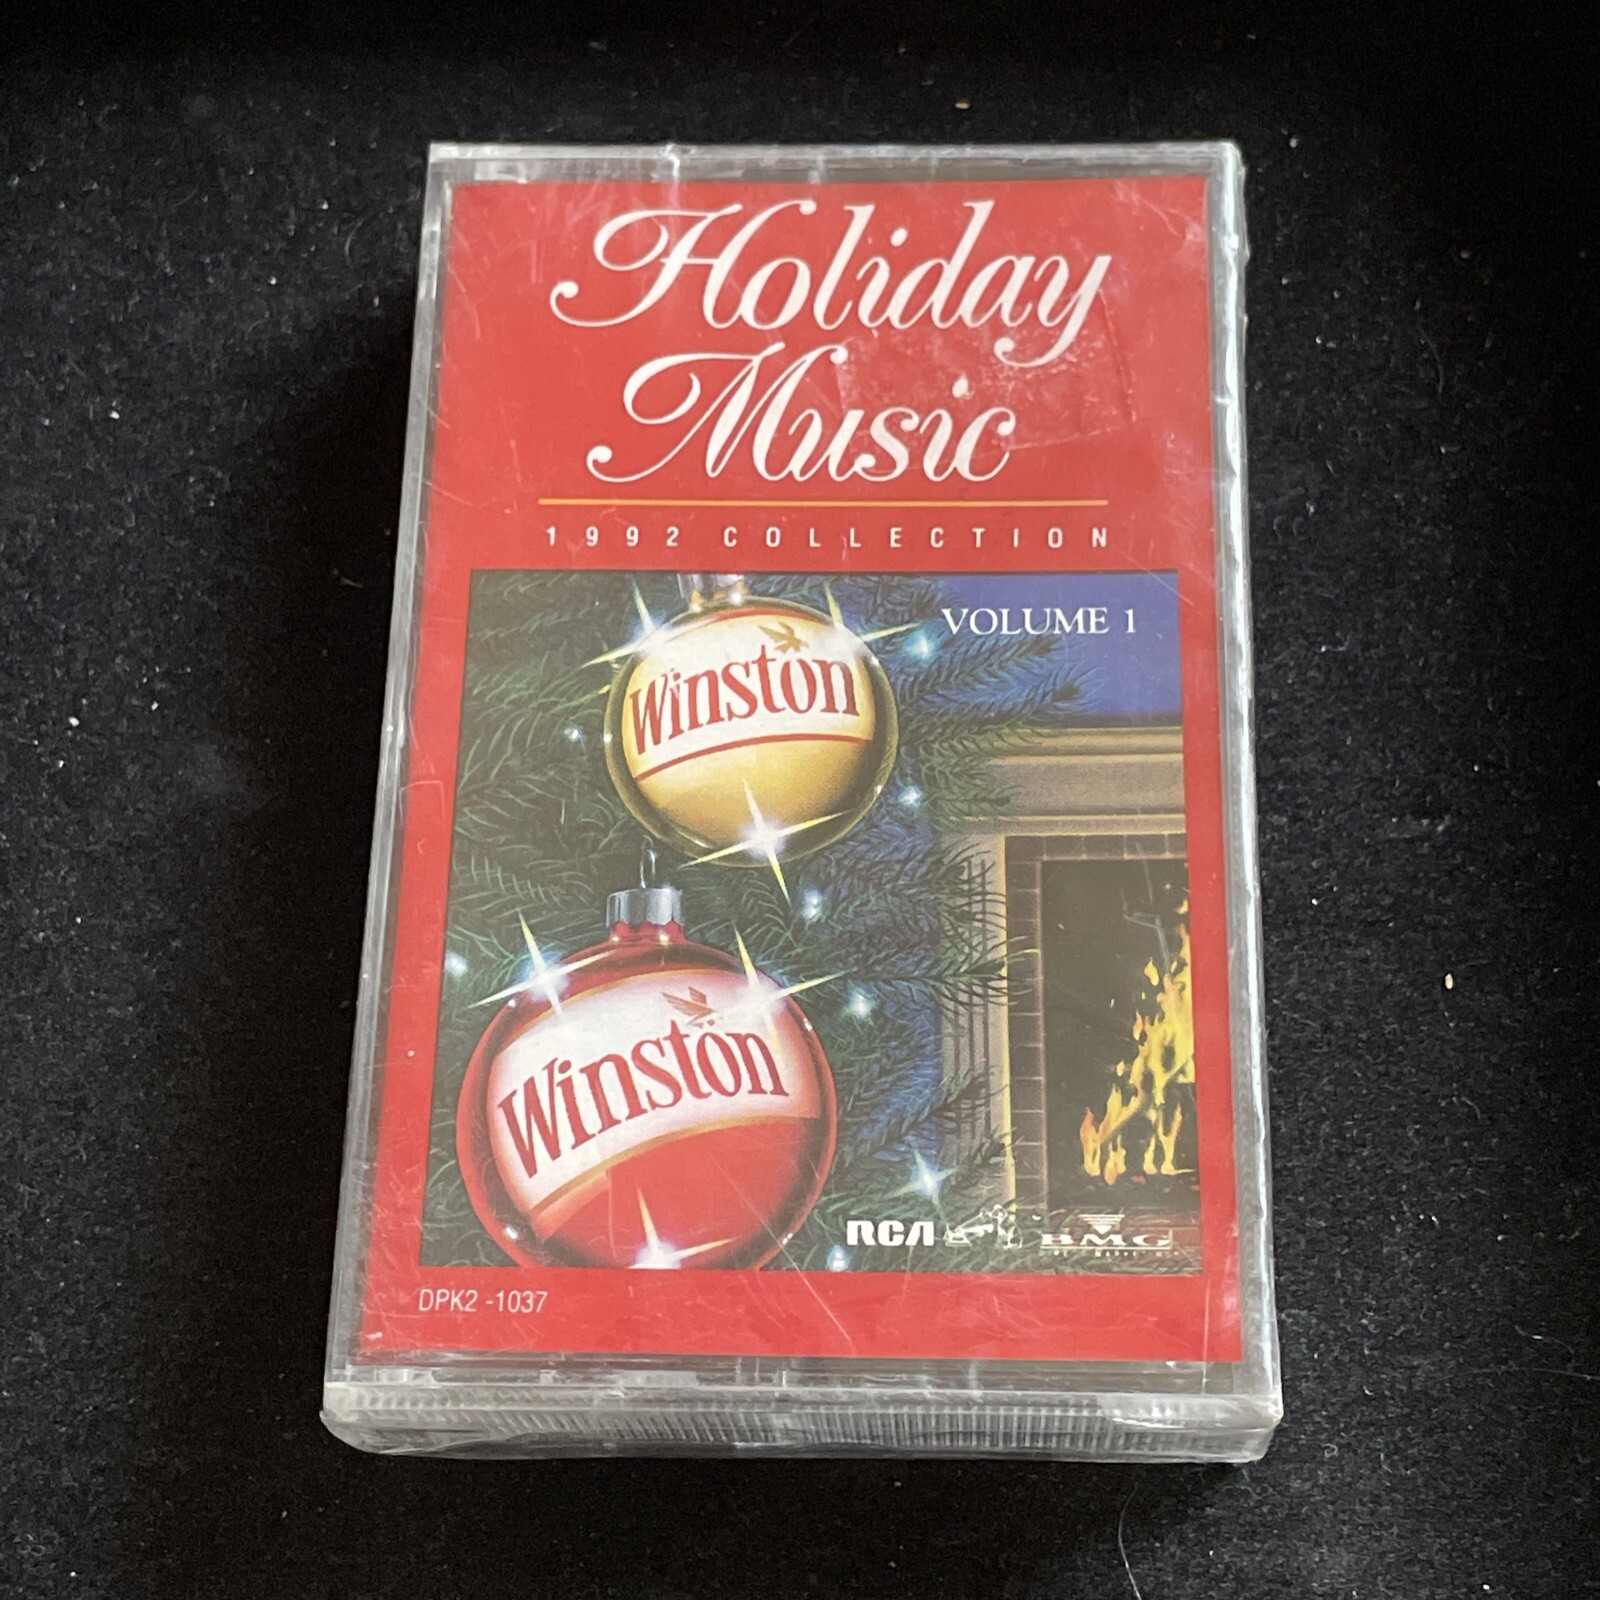 Holiday
Music
1992 COLLECTION
VOLUME 1
Winston
Winston
RCA
BMG
DPK2 -1037